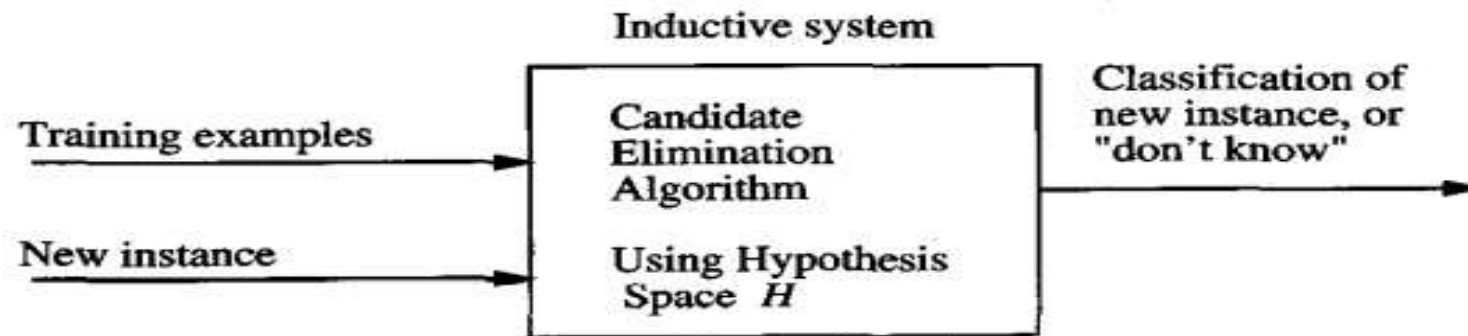 Inductive system
Training examples
New instance
Candidate
Elimination
Algorithm
Using Hypothesis
Space H
Classification of
new instance, or
"don't know"